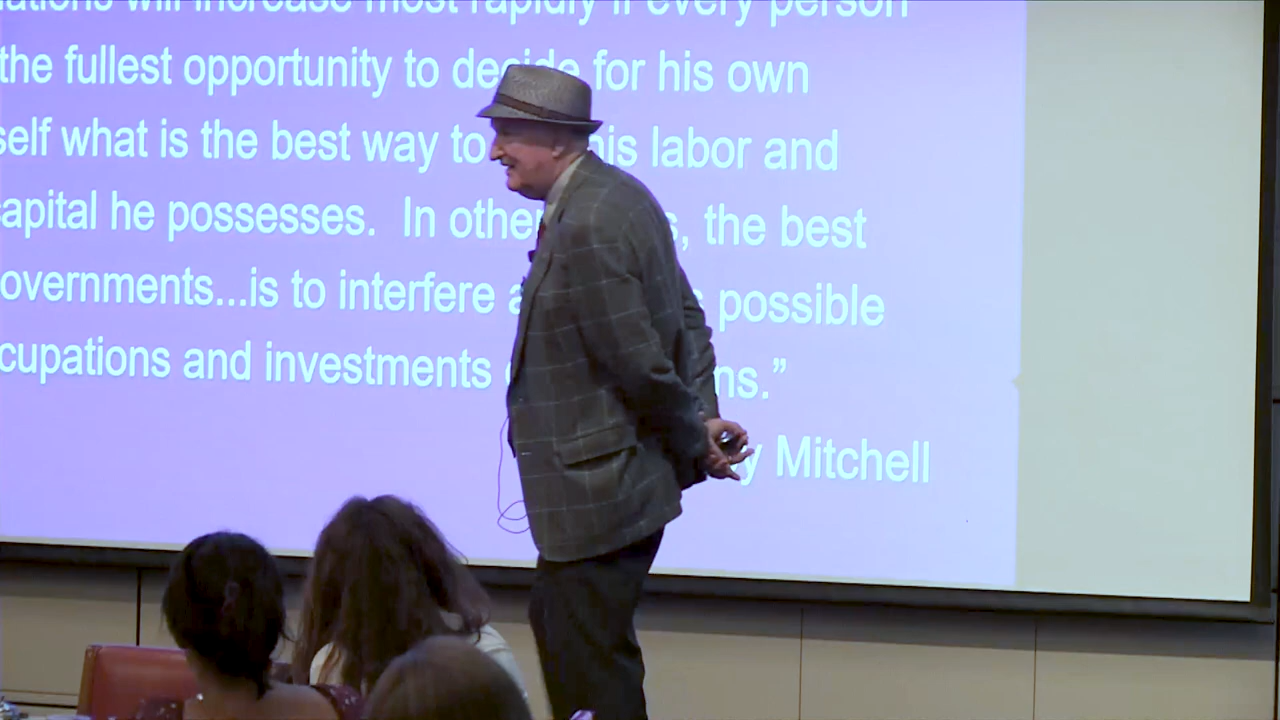 will increase most rapidly if every person
the fullest opportunity to decide for his own
self what is the best way to his labor and
capital he possesses. In other , the best
overnments...is to interfere possible
cupations and investments ns.”
y Mitchell